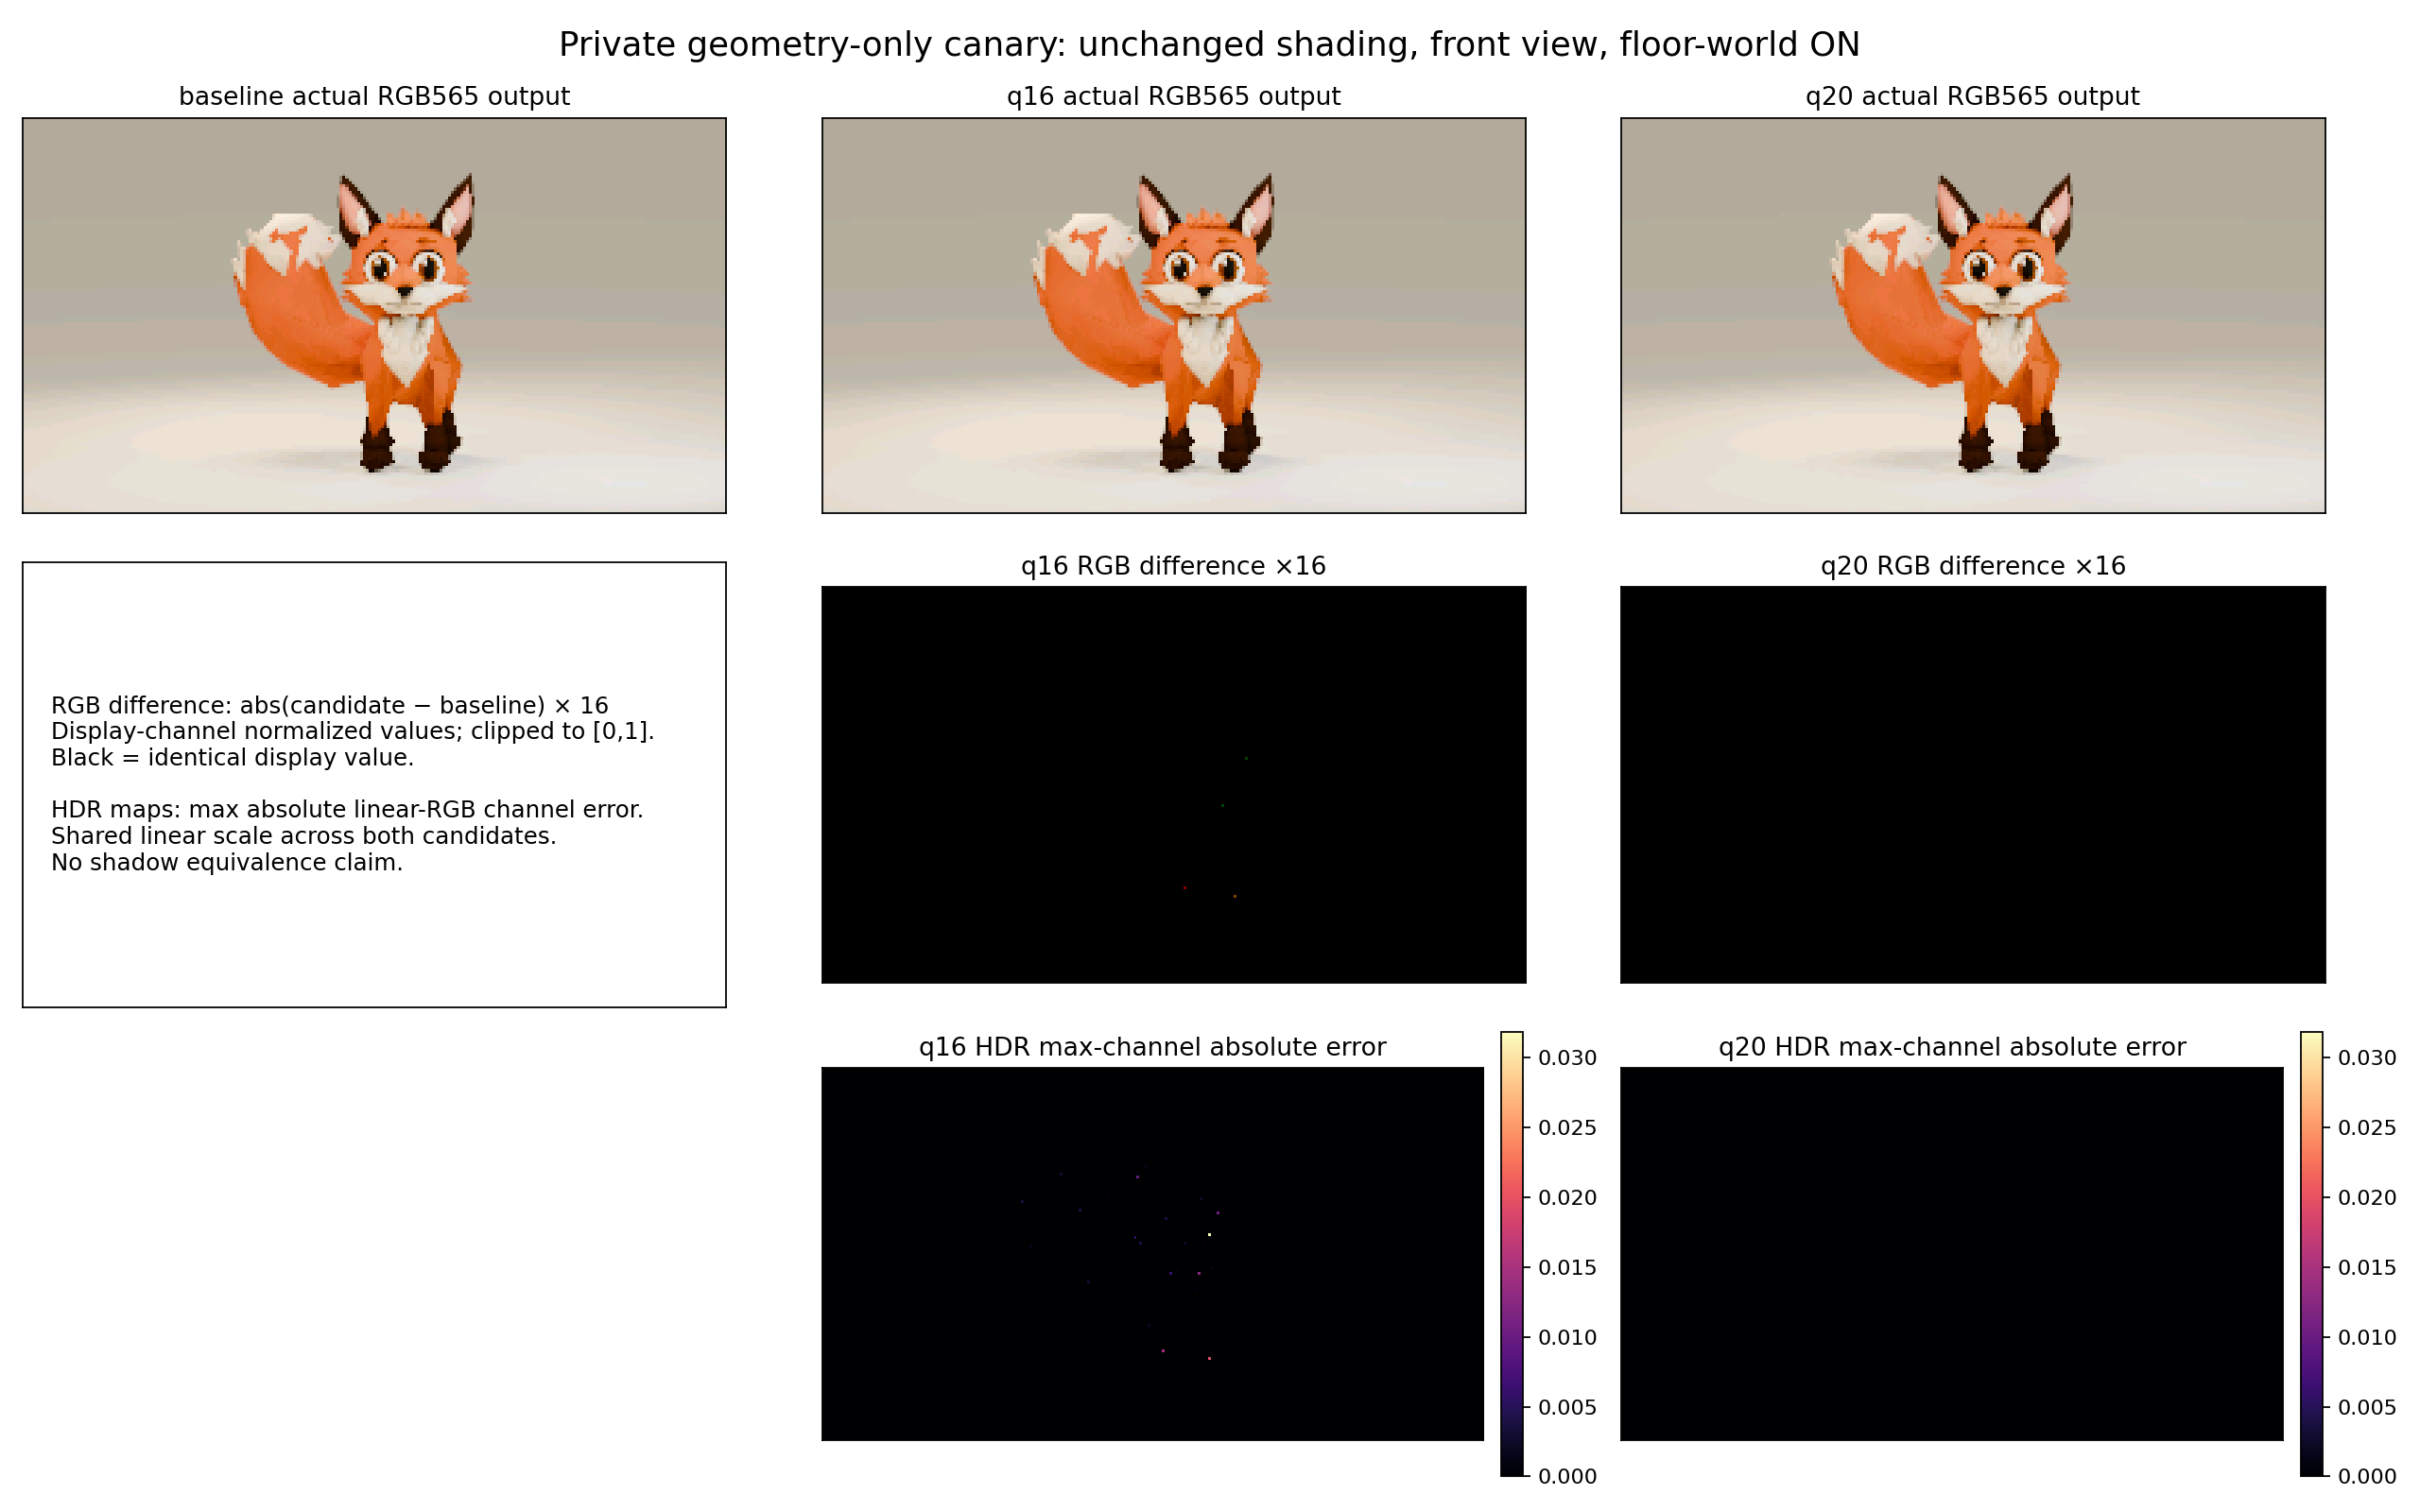 Private geometry-only canary: unchanged shading, front view, floor-world ON
baseline actual RGB565 output
q16 actual RGB565 output
q20 actual RGB565 output
RGB difference: abs(candidate − baseline) × 16
Display-channel normalized values; clipped to [0,1].
Black = identical display value.
HDR maps: max absolute linear-RGB channel error.
Shared linear scale across both candidates.
No shadow equivalence claim.
q16 RGB difference ×16
q20 RGB difference ×16
q16 HDR max-channel absolute error
0.030
0.025
0.020
0.015
0.010
0.005
0.000
q20 HDR max-channel absolute error
0.030
0.025
0.020
0.015
0.010
0.005
0.000